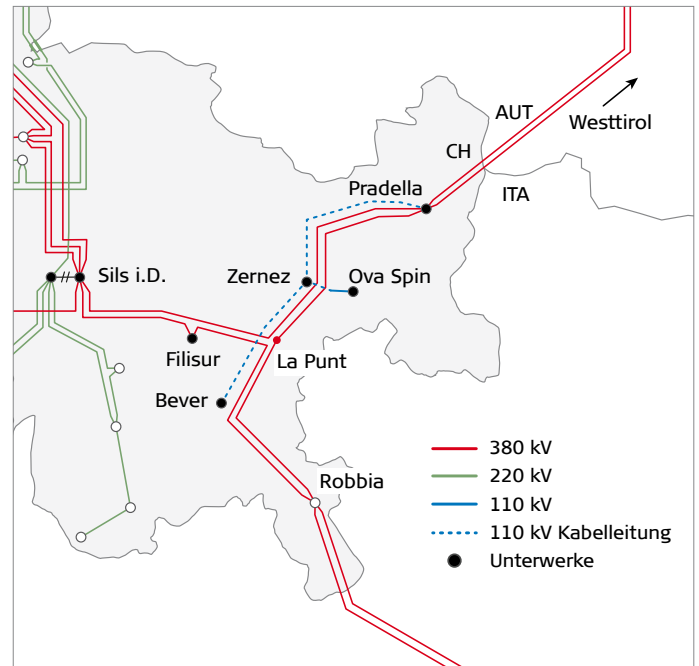 AUT
Westtirol
CH
Pradella
ITA
Sils i.D.
Zernez
Ova Spin
Filisur
La Punt
Bever
Robbia
380 kV
220 kV
110 kV
110 kV Kabelleitung
Unterwerke